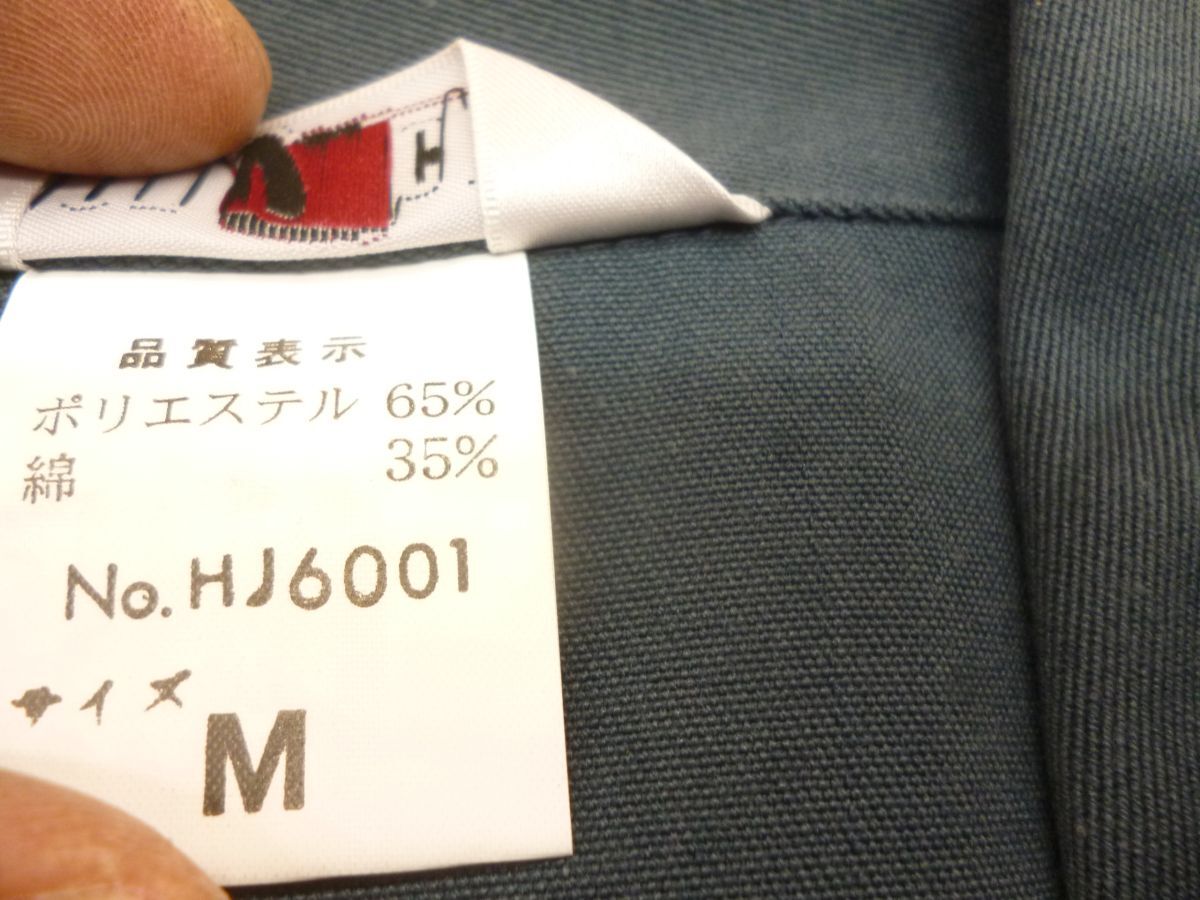 H
品質表示
ポリエステル 65%
綿 35%
No.HJ6001
サイズ
M